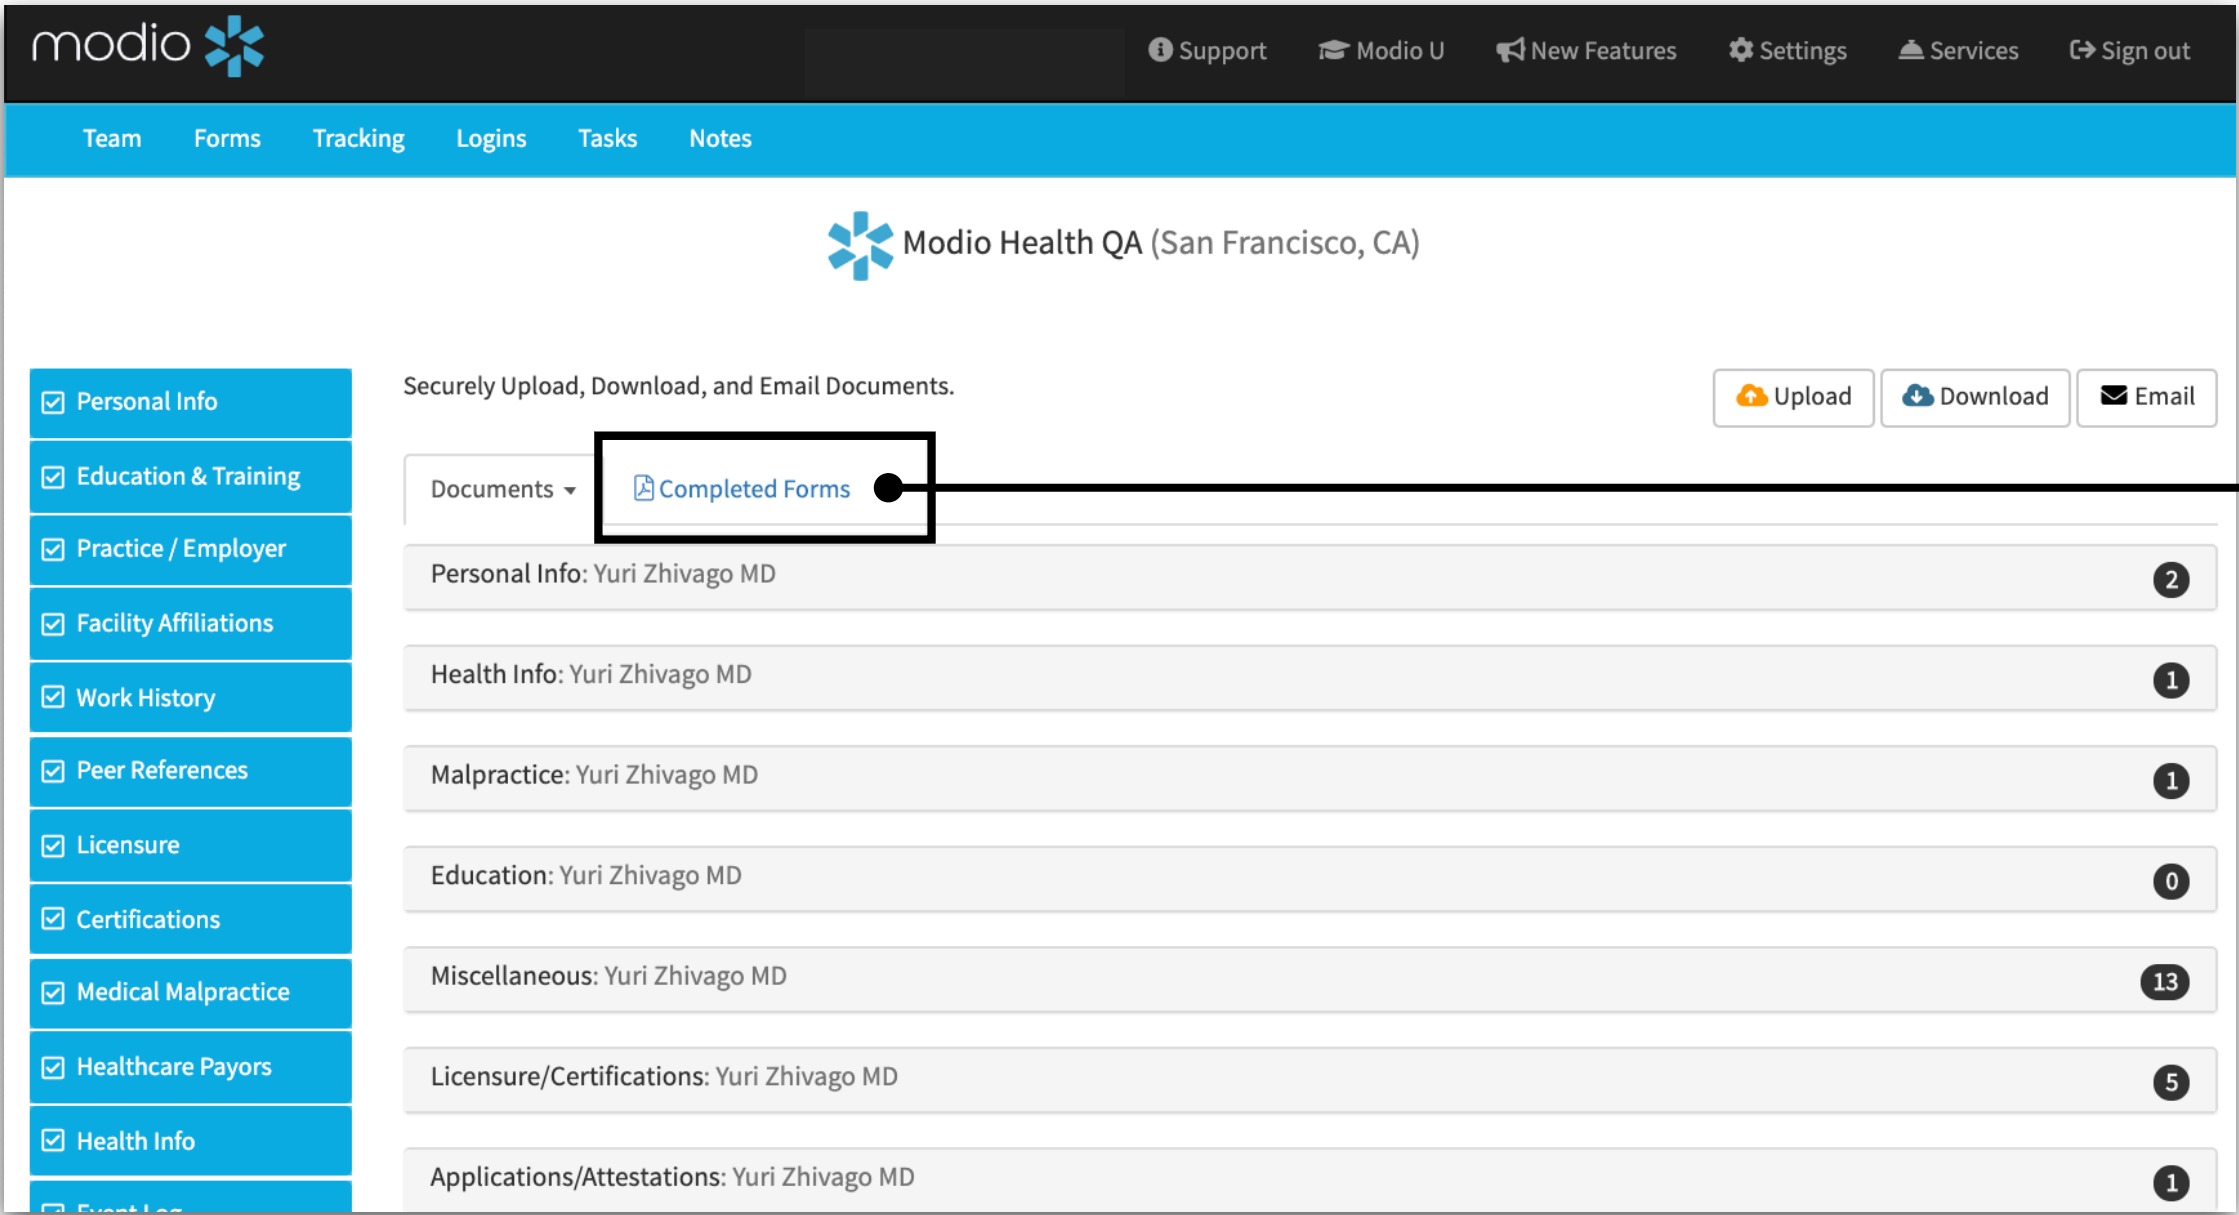 modio
Support Modio U New Features Settings Services Sign out
Team Forms Tracking Logins Tasks Notes
Modio Health QA (San Francisco, CA)
Personal Info
Education & Training
Practice / Employer
Facility Affiliations
Work History
Peer References
Licensure
Certifications
Medical Malpractice
Healthcare Payors
Health Info
Event Log
Securely Upload, Download, and Email Documents.
Upload Download Email
Documents Completed Forms
Personal Info: Yuri Zhivago MD 2
Health Info: Yuri Zhivago MD 1
Malpractice: Yuri Zhivago MD 1
Education: Yuri Zhivago MD 0
Miscellaneous: Yuri Zhivago MD 13
Licensure/Certifications: Yuri Zhivago MD 5
Applications/Attestations: Yuri Zhivago MD 1